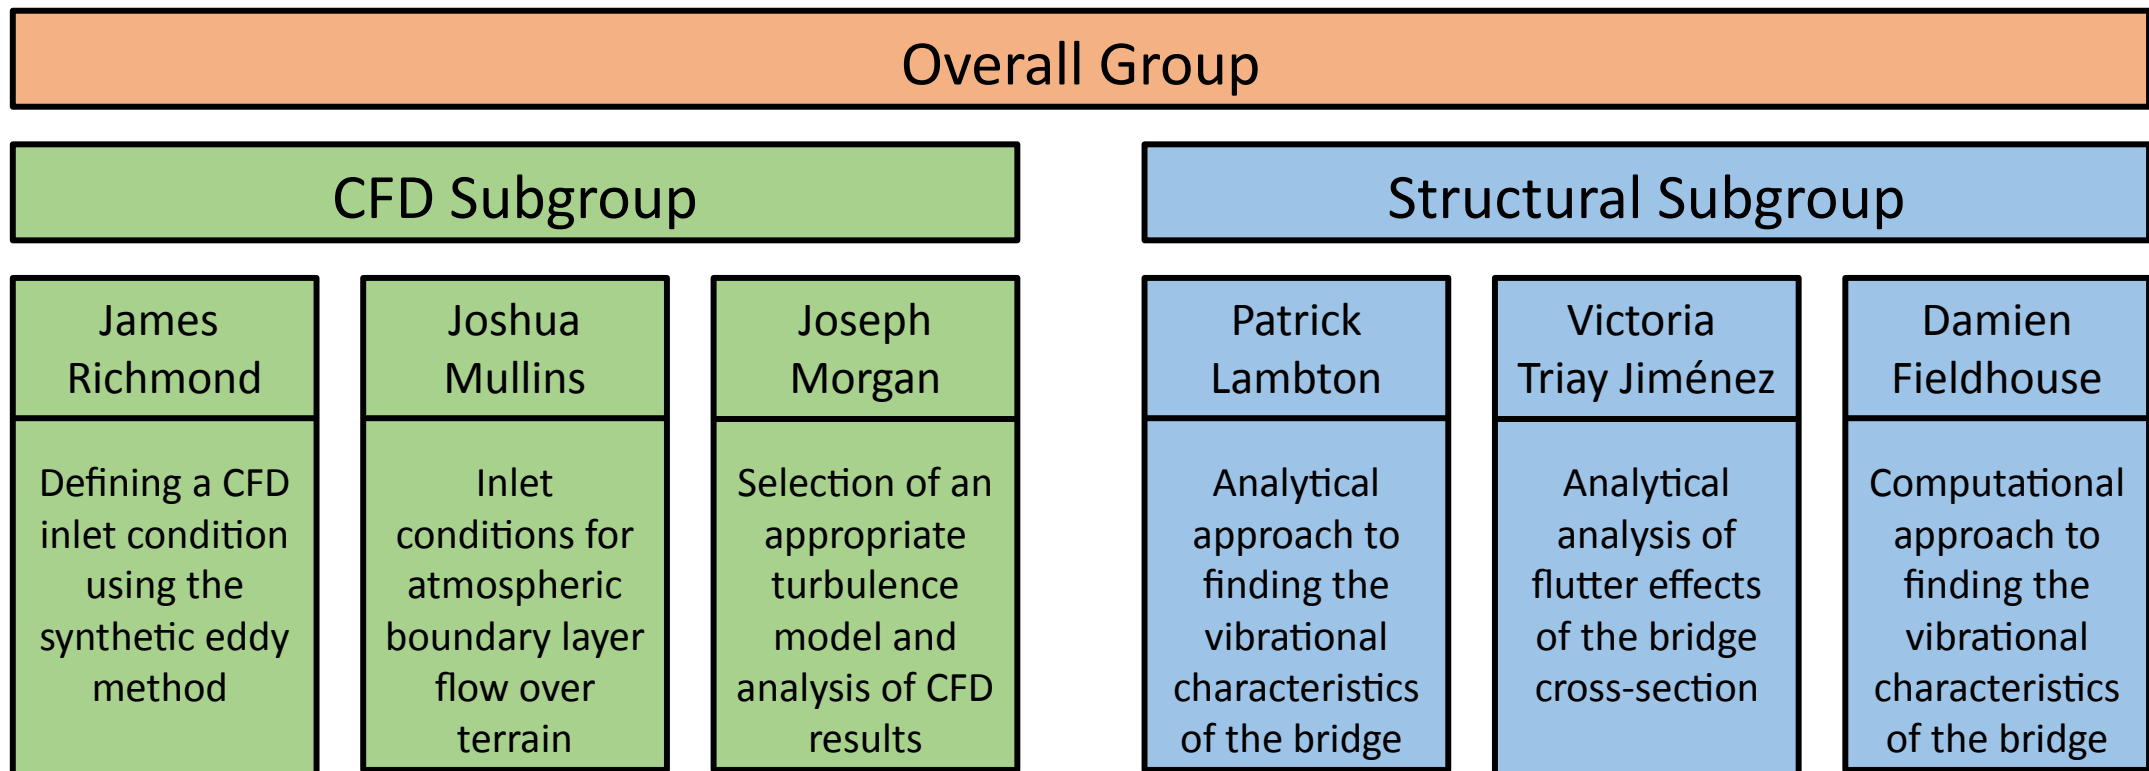 Overall Group
CFD Subgroup
Structural Subgroup
James
Richmond
Defining a CFD
inlet condition
using the
synthetic eddy
method
Joshua
Mullins
Inlet
conditions for
atmospheric
boundary layer
flow over
terrain
Joseph
Morgan
Selection of an
appropriate
turbulence
model and
analysis of CFD
results
Patrick
Lambton
Analytical
approach to
finding the
vibrational
characteristics
of the bridge
Victoria
Triay Jiménez
Analytical
analysis of
flutter effects
of the bridge
cross-section
Damien
Fieldhouse
Computational
approach to
finding the
vibrational
characteristics
of the bridge